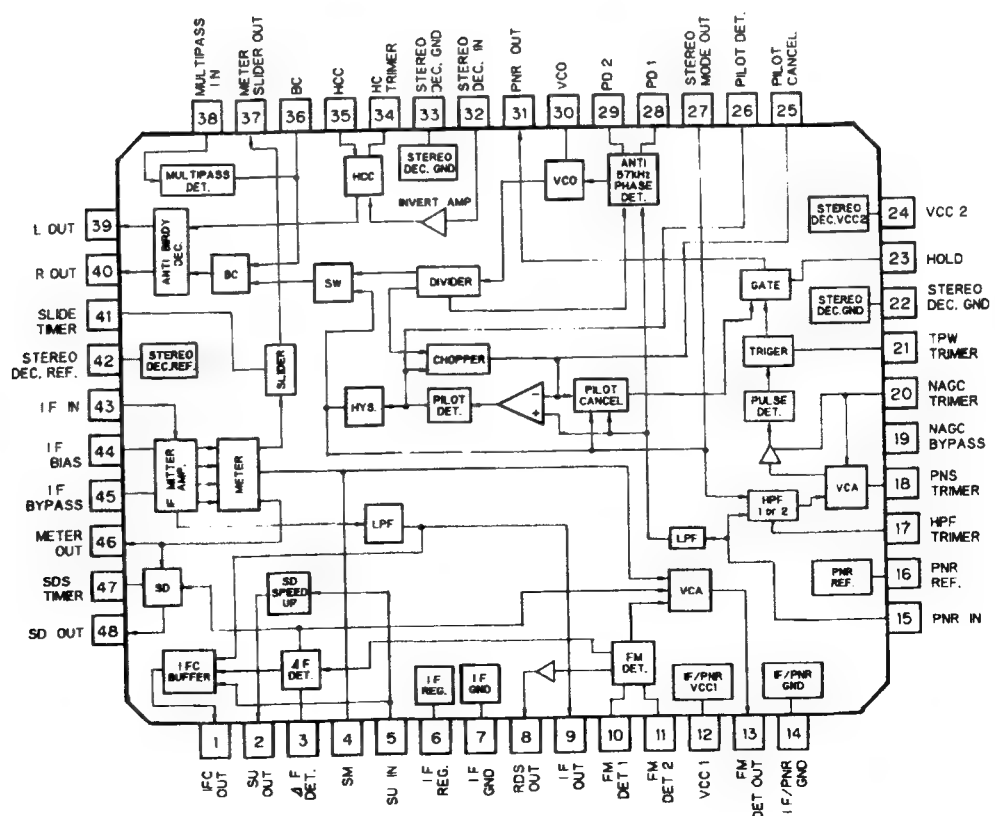 MULTIPASS
IN
METER
SLIDER OUT
BC
HCC
HC
TRIMER
STEREO
DEC. GND
STEREO
DEC. IN
PNR OUT
VCO
PD 2
PD 1
STEREO
MODE OUT
PILOT DET.
PILOT
CANCEL
38
37
36
35
34
33
32
31
30
29
28
27
26
25
MULTIPASS
DET.
HCC
STEREO
DEC. GND
INVERT AMP
VCO
ANTI
57kHz
PHASE
DET.
STEREO
DEC.VCC2
24
VCC 2
L OUT
39
ANTI BIRDY
DEC.
R OUT
40
BC
SW
DIVIDER
GATE
23
HOLD
STEREO
DEC.GND
22
STEREO
DEC. GND
SLIDE
TIMER
41
STEREO
DEC. REF.
42
STEREO
DEC.REF.
SLIDER
CHOPPER
TRIGER
21
TPW
TRIMER
HYS.
PILOT
DET.
-
+
PILOT
CANCEL
PULSE
DET.
20
NAGC
TRIMER
IF IN
43
19
NAGC
BYPASS
IF
BIAS
44
IF MITTER
AMP.
METER
VCA
18
PNS
TRIMER
IF
BYPASS
45
HPF
1 or 2
17
HPF
TRIMER
METER
OUT
46
LPF
LPF
PNR
REF.
16
PNR
REF.
SDS
TIMER
47
SD
SD
SPEED
UP
VCA
15
PNR IN
SD OUT
48
IFC
BUFFER
⊿F
DET.
IF
REG.
IF
GND
FM
DET.
IF/PNR
VCC1
IF/PNR
GND
1
2
3
4
5
6
7
8
9
10
11
12
13
14
IFC
OUT
SU
OUT
⊿F
DET.
SM
SU IN
IF
REG.
IF
GND
RDS
OUT
IF
OUT
FM
DET 1
FM
DET 2
VCC 1
FM
DET OUT
IF/PNR
GND